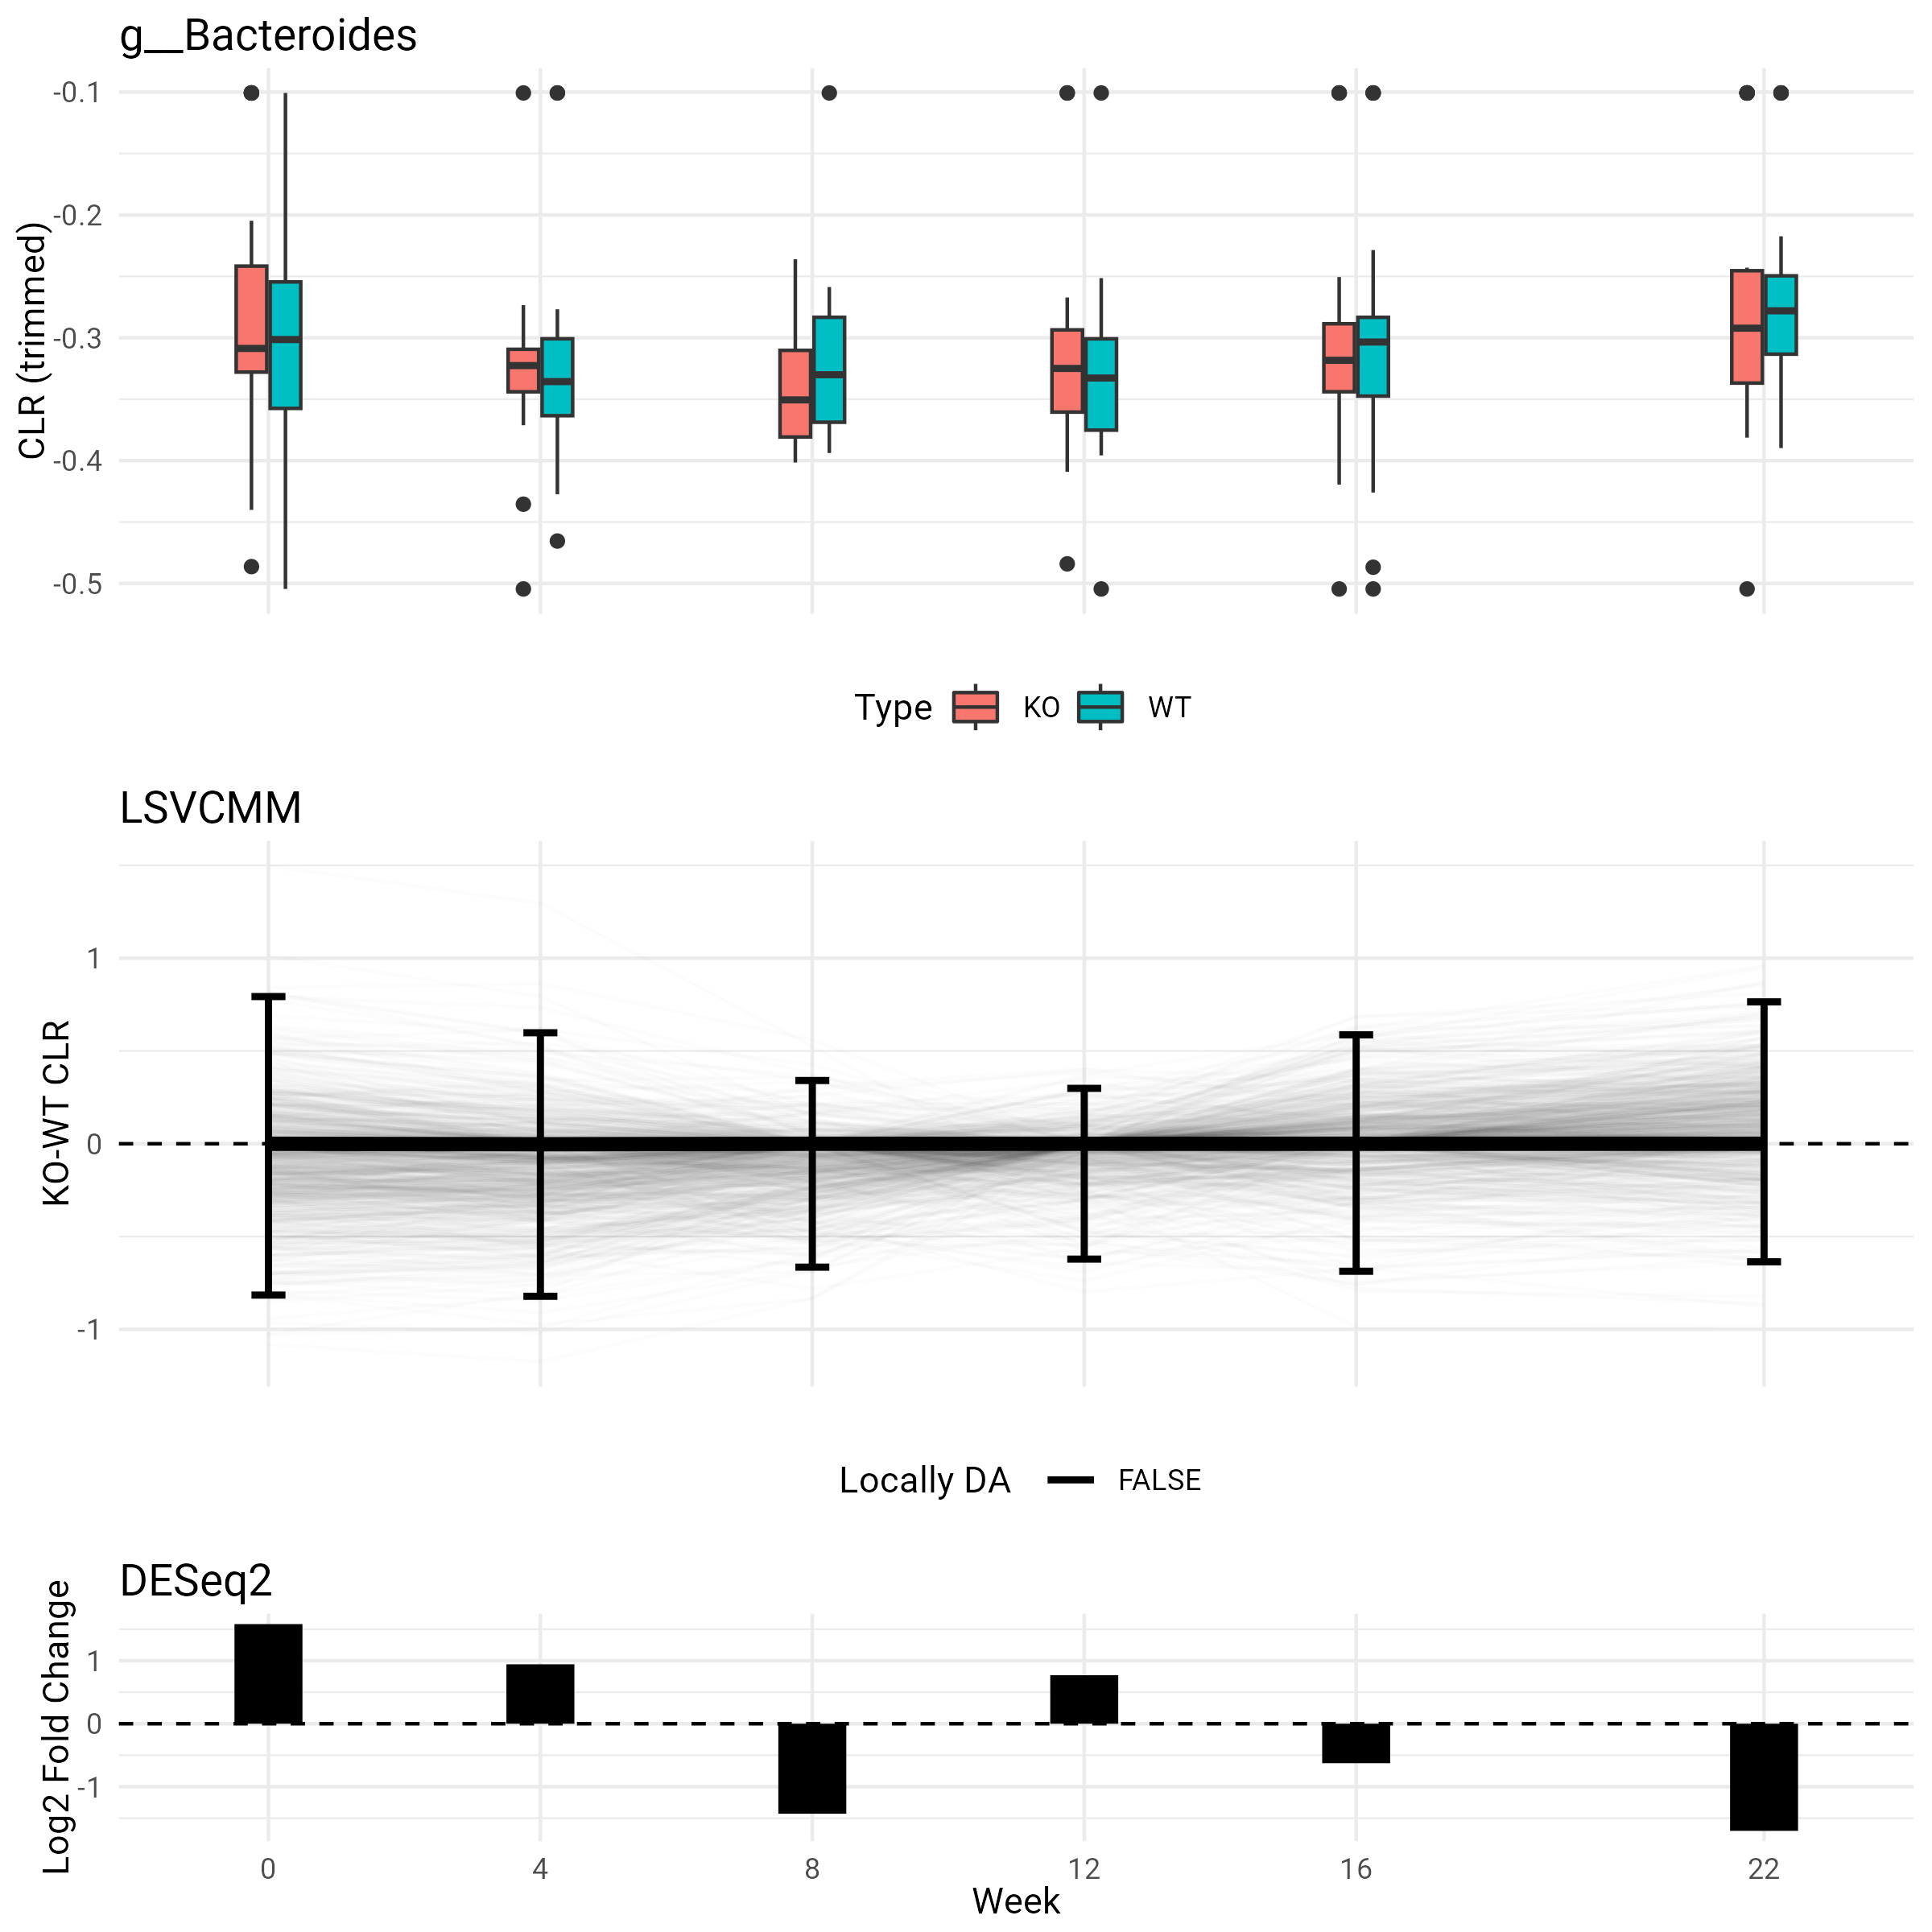 g__Bacteroides
CLR (trimmed)
-0.1
-0.2
-0.3
-0.4
-0.5
Type KO WT
LSVCMM
KO-WT CLR
1
0
-1
Locally DA FALSE
DESeq2
Log2 Fold Change
1
0
-1
0 4 8 12 16 22
Week